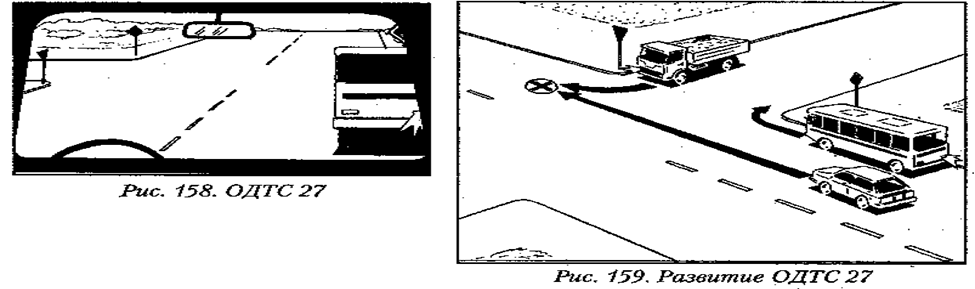 Рис. 158. ОДТС 27
Рис. 159. Развитие ОДТС 27